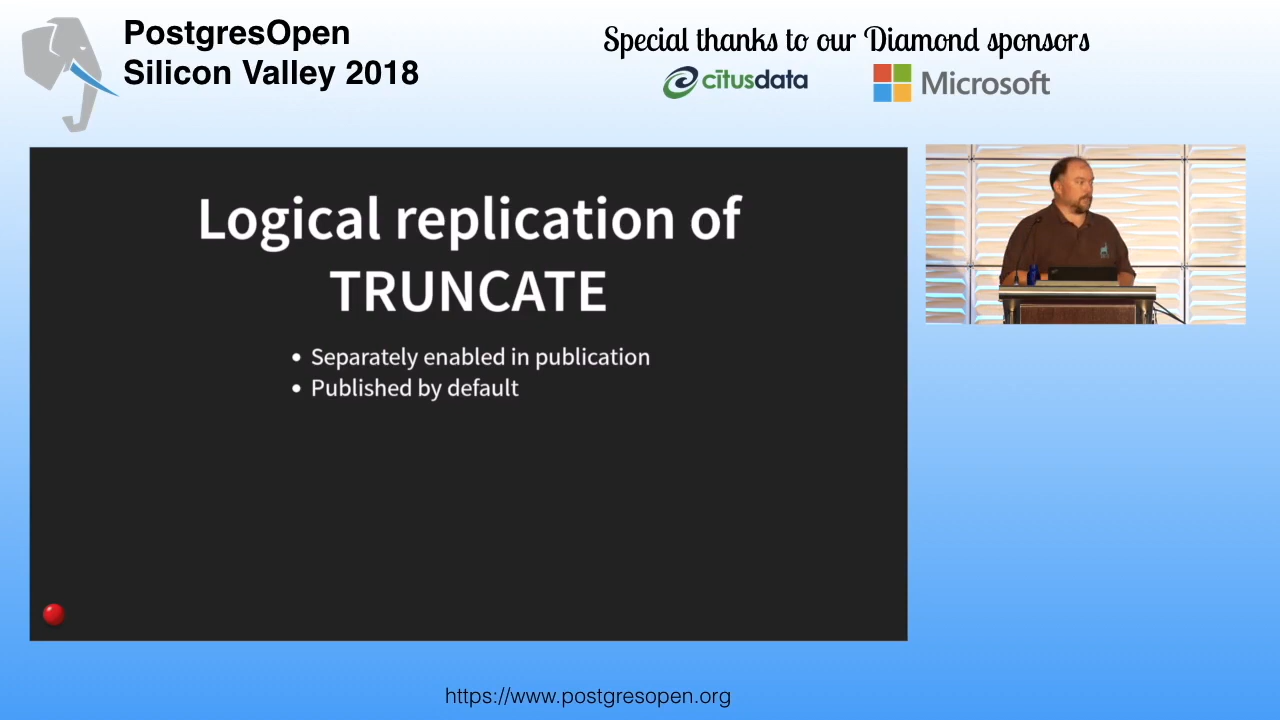 PostgresOpen
Silicon Valley 2018
Special thanks to our Diamond sponsors
citusdata
Microsoft
Logical replication of
TRUNCATE
• Separately enabled in publication
• Published by default
https://www.postgresopen.org